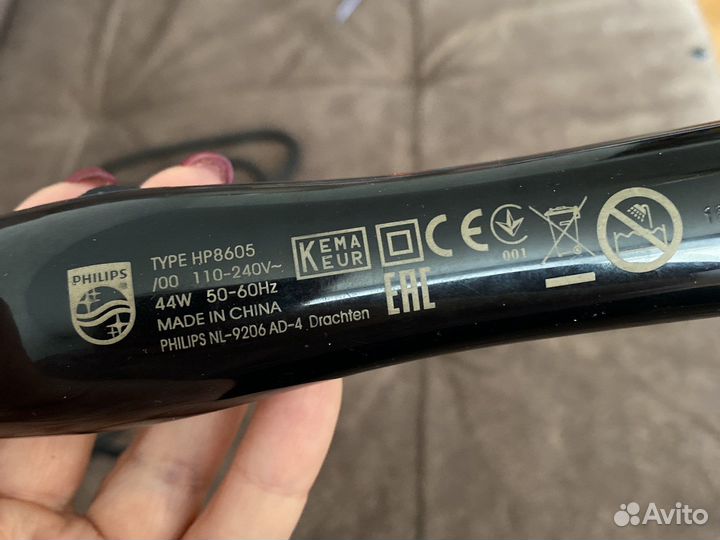 PHILIPS
TYPE HP8605
/00 110-240V~
44W 50-60Hz
MADE IN CHINA
PHILIPS NL-9206 AD-4 Drachten
KEMA
EUR
CE
EAC
001
Avito